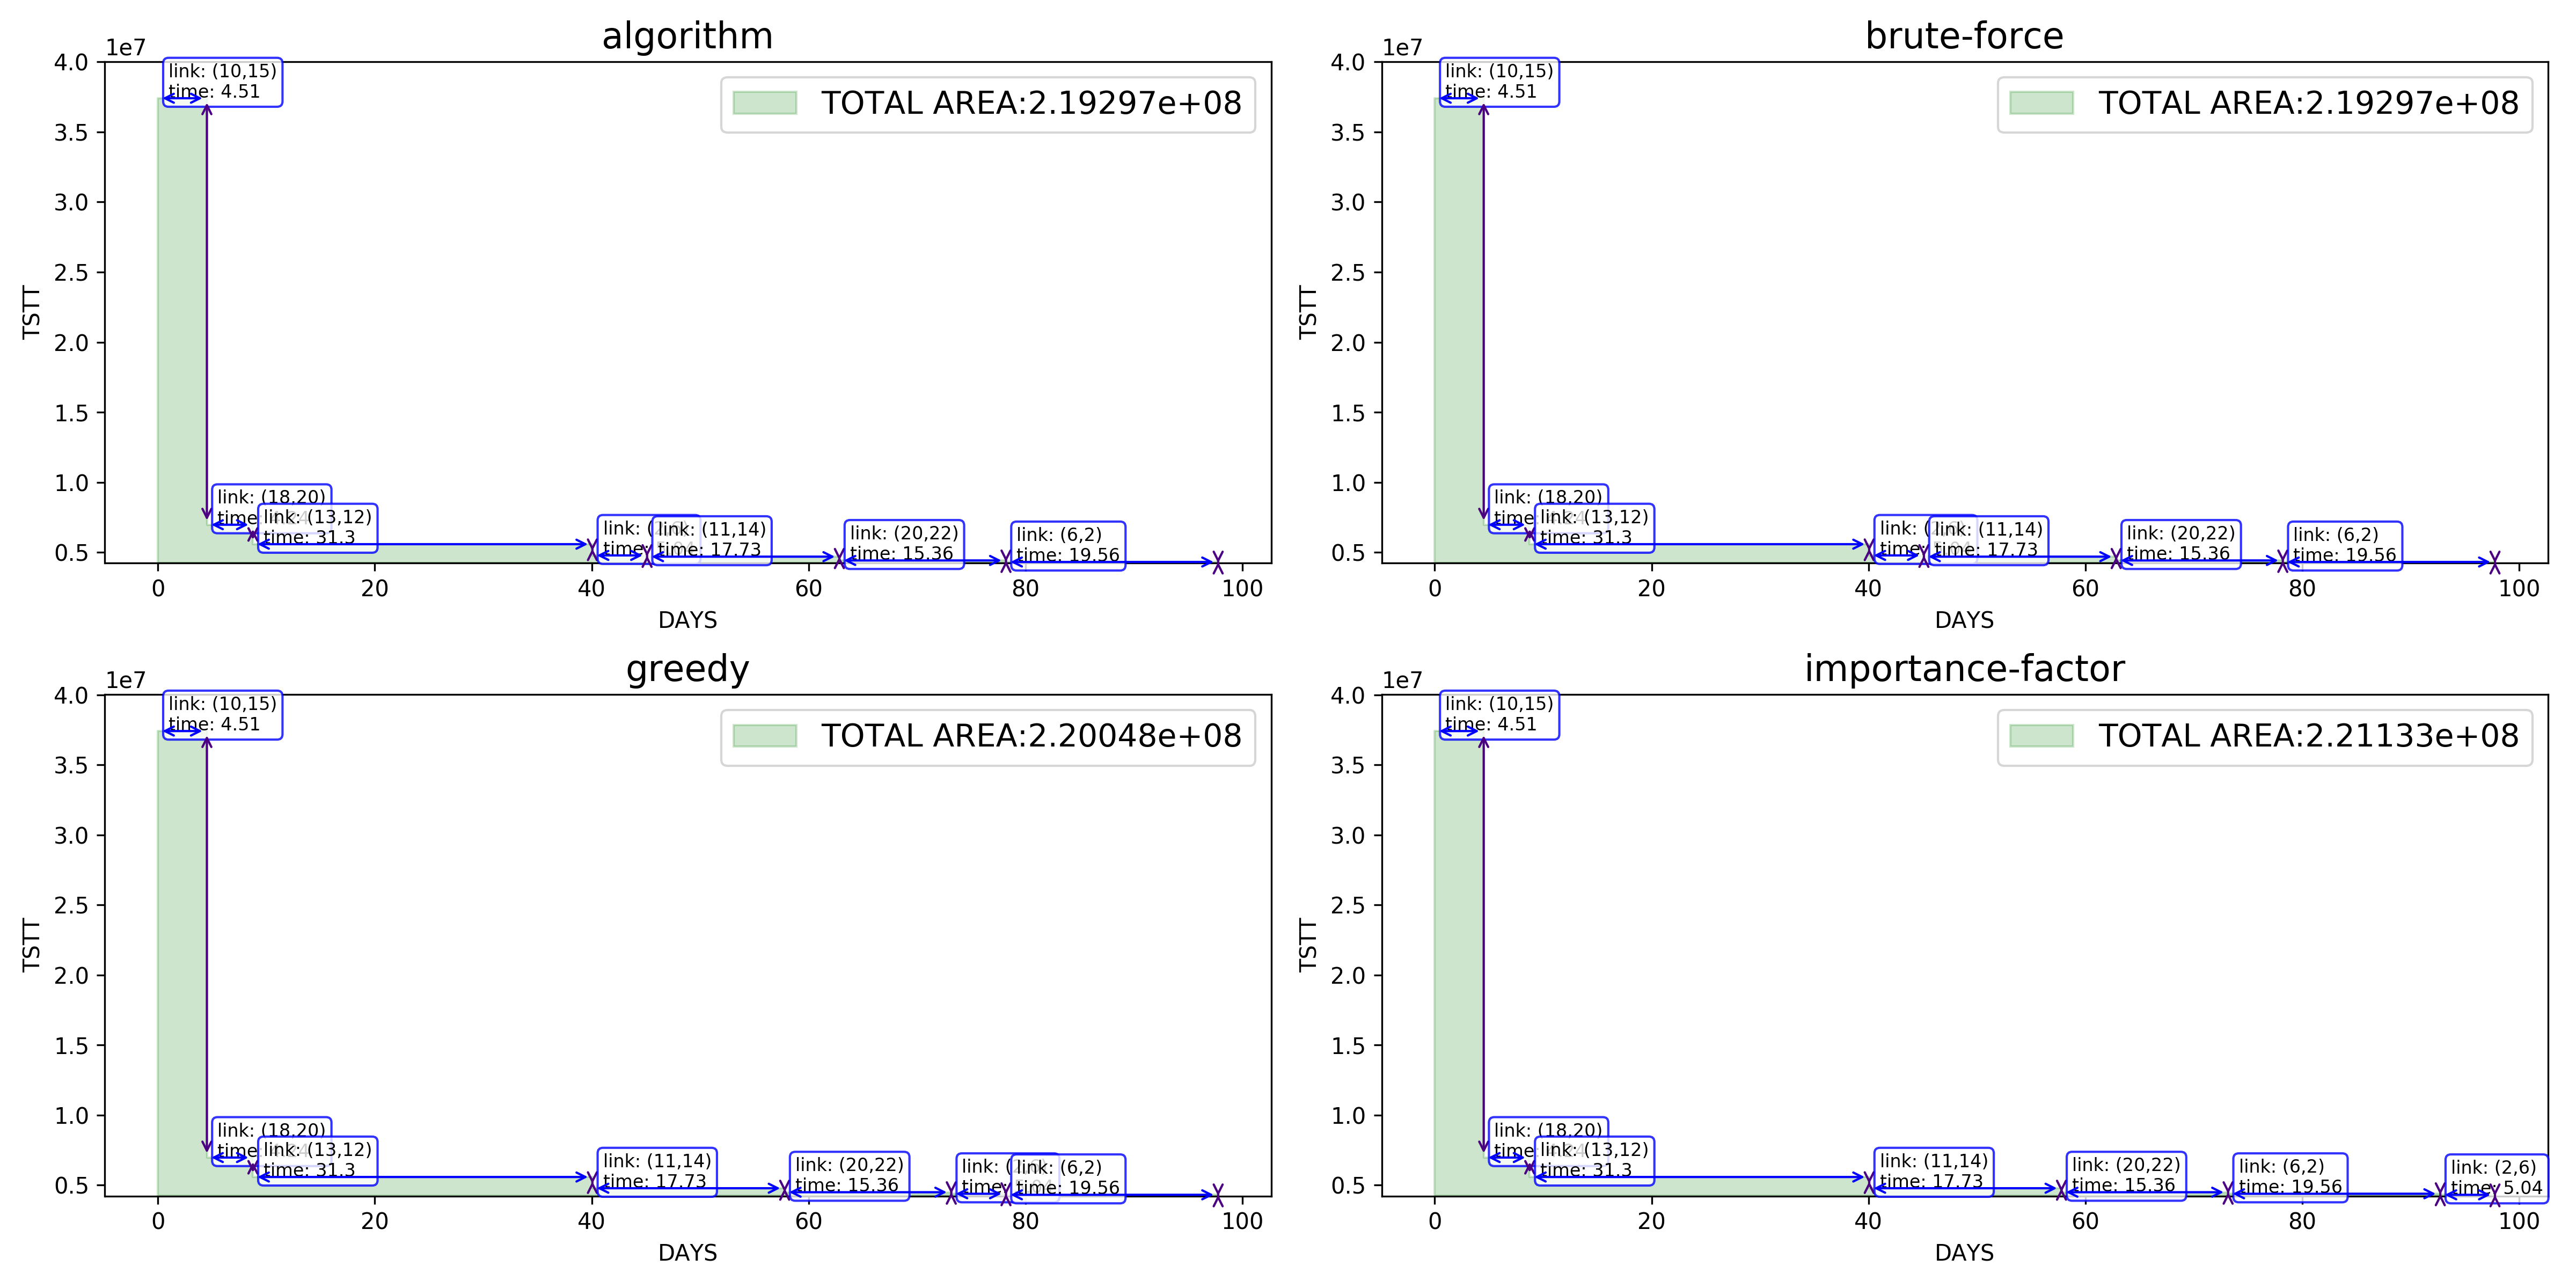 algorithm
1e7
TOTAL AREA:2.19297e+08
link: (10,15)
time: 4.51
link: (18,20)
time:
link: (13,12)
time: 31.3
link:
time:
link: (11,14)
time: 17.73
link: (20,22)
time: 15.36
link: (6,2)
time: 19.56
4.0
3.5
3.0
2.5
2.0
1.5
1.0
0.5
TSTT
0 20 40 60 80 100
DAYS
brute-force
1e7
TOTAL AREA:2.19297e+08
link: (10,15)
time: 4.51
link: (18,20)
time:
link: (13,12)
time: 31.3
link:
time:
link: (11,14)
time: 17.73
link: (20,22)
time: 15.36
link: (6,2)
time: 19.56
4.0
3.5
3.0
2.5
2.0
1.5
1.0
0.5
TSTT
0 20 40 60 80 100
DAYS
greedy
1e7
TOTAL AREA:2.20048e+08
link: (10,15)
time: 4.51
link: (18,20)
time:
link: (13,12)
time: 31.3
link: (11,14)
time: 17.73
link: (20,22)
time: 15.36
link:
time:
link: (6,2)
time: 19.56
4.0
3.5
3.0
2.5
2.0
1.5
1.0
0.5
TSTT
0 20 40 60 80 100
DAYS
importance-factor
1e7
TOTAL AREA:2.21133e+08
link: (10,15)
time: 4.51
link: (18,20)
time:
link: (13,12)
time: 31.3
link: (11,14)
time: 17.73
link: (20,22)
time: 15.36
link: (6,2)
time: 19.56
link: (2,6)
time: 5.04
4.0
3.5
3.0
2.5
2.0
1.5
1.0
0.5
TSTT
0 20 40 60 80 100
DAYS